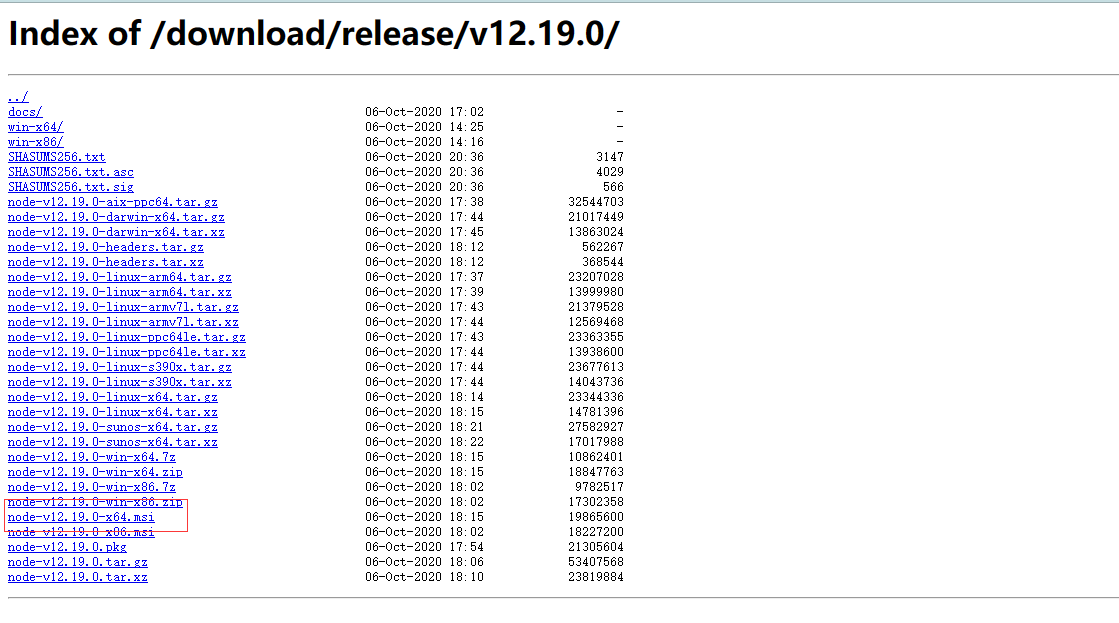 Index of /download/release/v12.19.0/
../
docs/ 06-Oct-2020 17:02 -
win-x64/ 06-Oct-2020 14:25 -
win-x86/ 06-Oct-2020 14:16 -
SHASUMS256.txt 06-Oct-2020 20:36 3147
SHASUMS256.txt.asc 06-Oct-2020 20:36 4029
SHASUMS256.txt.sig 06-Oct-2020 20:36 566
node-v12.19.0-aix-ppc64.tar.gz 06-Oct-2020 17:38 32544703
node-v12.19.0-darwin-x64.tar.gz 06-Oct-2020 17:44 21017449
node-v12.19.0-darwin-x64.tar.xz 06-Oct-2020 17:45 13863024
node-v12.19.0-headers.tar.gz 06-Oct-2020 18:12 562267
node-v12.19.0-headers.tar.xz 06-Oct-2020 18:12 368544
node-v12.19.0-linux-arm64.tar.gz 06-Oct-2020 17:37 23207028
node-v12.19.0-linux-arm64.tar.xz 06-Oct-2020 17:39 13999980
node-v12.19.0-linux-armv7l.tar.gz 06-Oct-2020 17:43 21379528
node-v12.19.0-linux-armv7l.tar.xz 06-Oct-2020 17:44 12569468
node-v12.19.0-linux-ppc64le.tar.gz 06-Oct-2020 17:43 23363355
node-v12.19.0-linux-ppc64le.tar.xz 06-Oct-2020 17:44 13938600
node-v12.19.0-linux-s390x.tar.gz 06-Oct-2020 17:44 23677613
node-v12.19.0-linux-s390x.tar.xz 06-Oct-2020 17:44 14043736
node-v12.19.0-linux-x64.tar.gz 06-Oct-2020 18:14 23344336
node-v12.19.0-linux-x64.tar.xz 06-Oct-2020 18:15 14781396
node-v12.19.0-sunos-x64.tar.gz 06-Oct-2020 18:21 27582927
node-v12.19.0-sunos-x64.tar.xz 06-Oct-2020 18:22 17017988
node-v12.19.0-win-x64.7z 06-Oct-2020 18:15 10862401
node-v12.19.0-win-x64.zip 06-Oct-2020 18:15 18847763
node-v12.19.0-win-x86.7z 06-Oct-2020 18:02 9782517
node-v12.19.0-win-x86.zip 06-Oct-2020 18:02 17302358
node-v12.19.0-x64.msi 06-Oct-2020 18:15 19865600
node-v12.19.0-x86.msi 06-Oct-2020 18:02 18227200
node-v12.19.0.pkg 06-Oct-2020 17:54 21305604
node-v12.19.0.tar.gz 06-Oct-2020 18:06 53407568
node-v12.19.0.tar.xz 06-Oct-2020 18:10 23819884